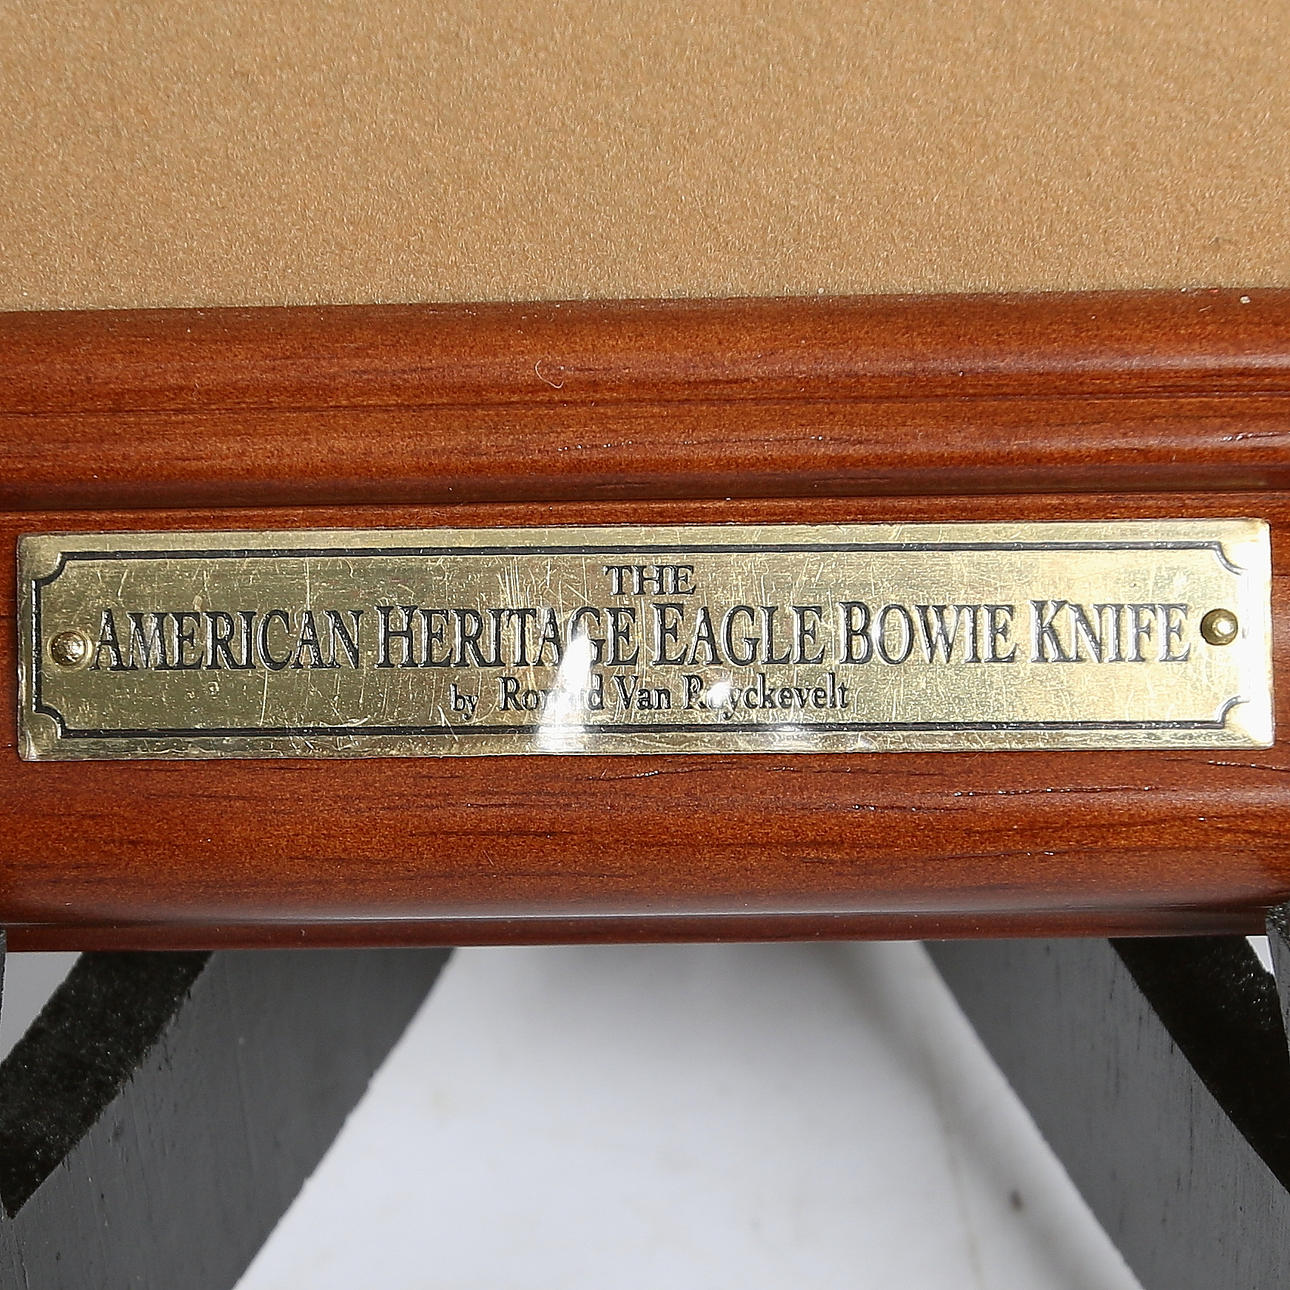 THE
AMERICAN HERITAGE EAGLE BOWIE KNIFE
by Van